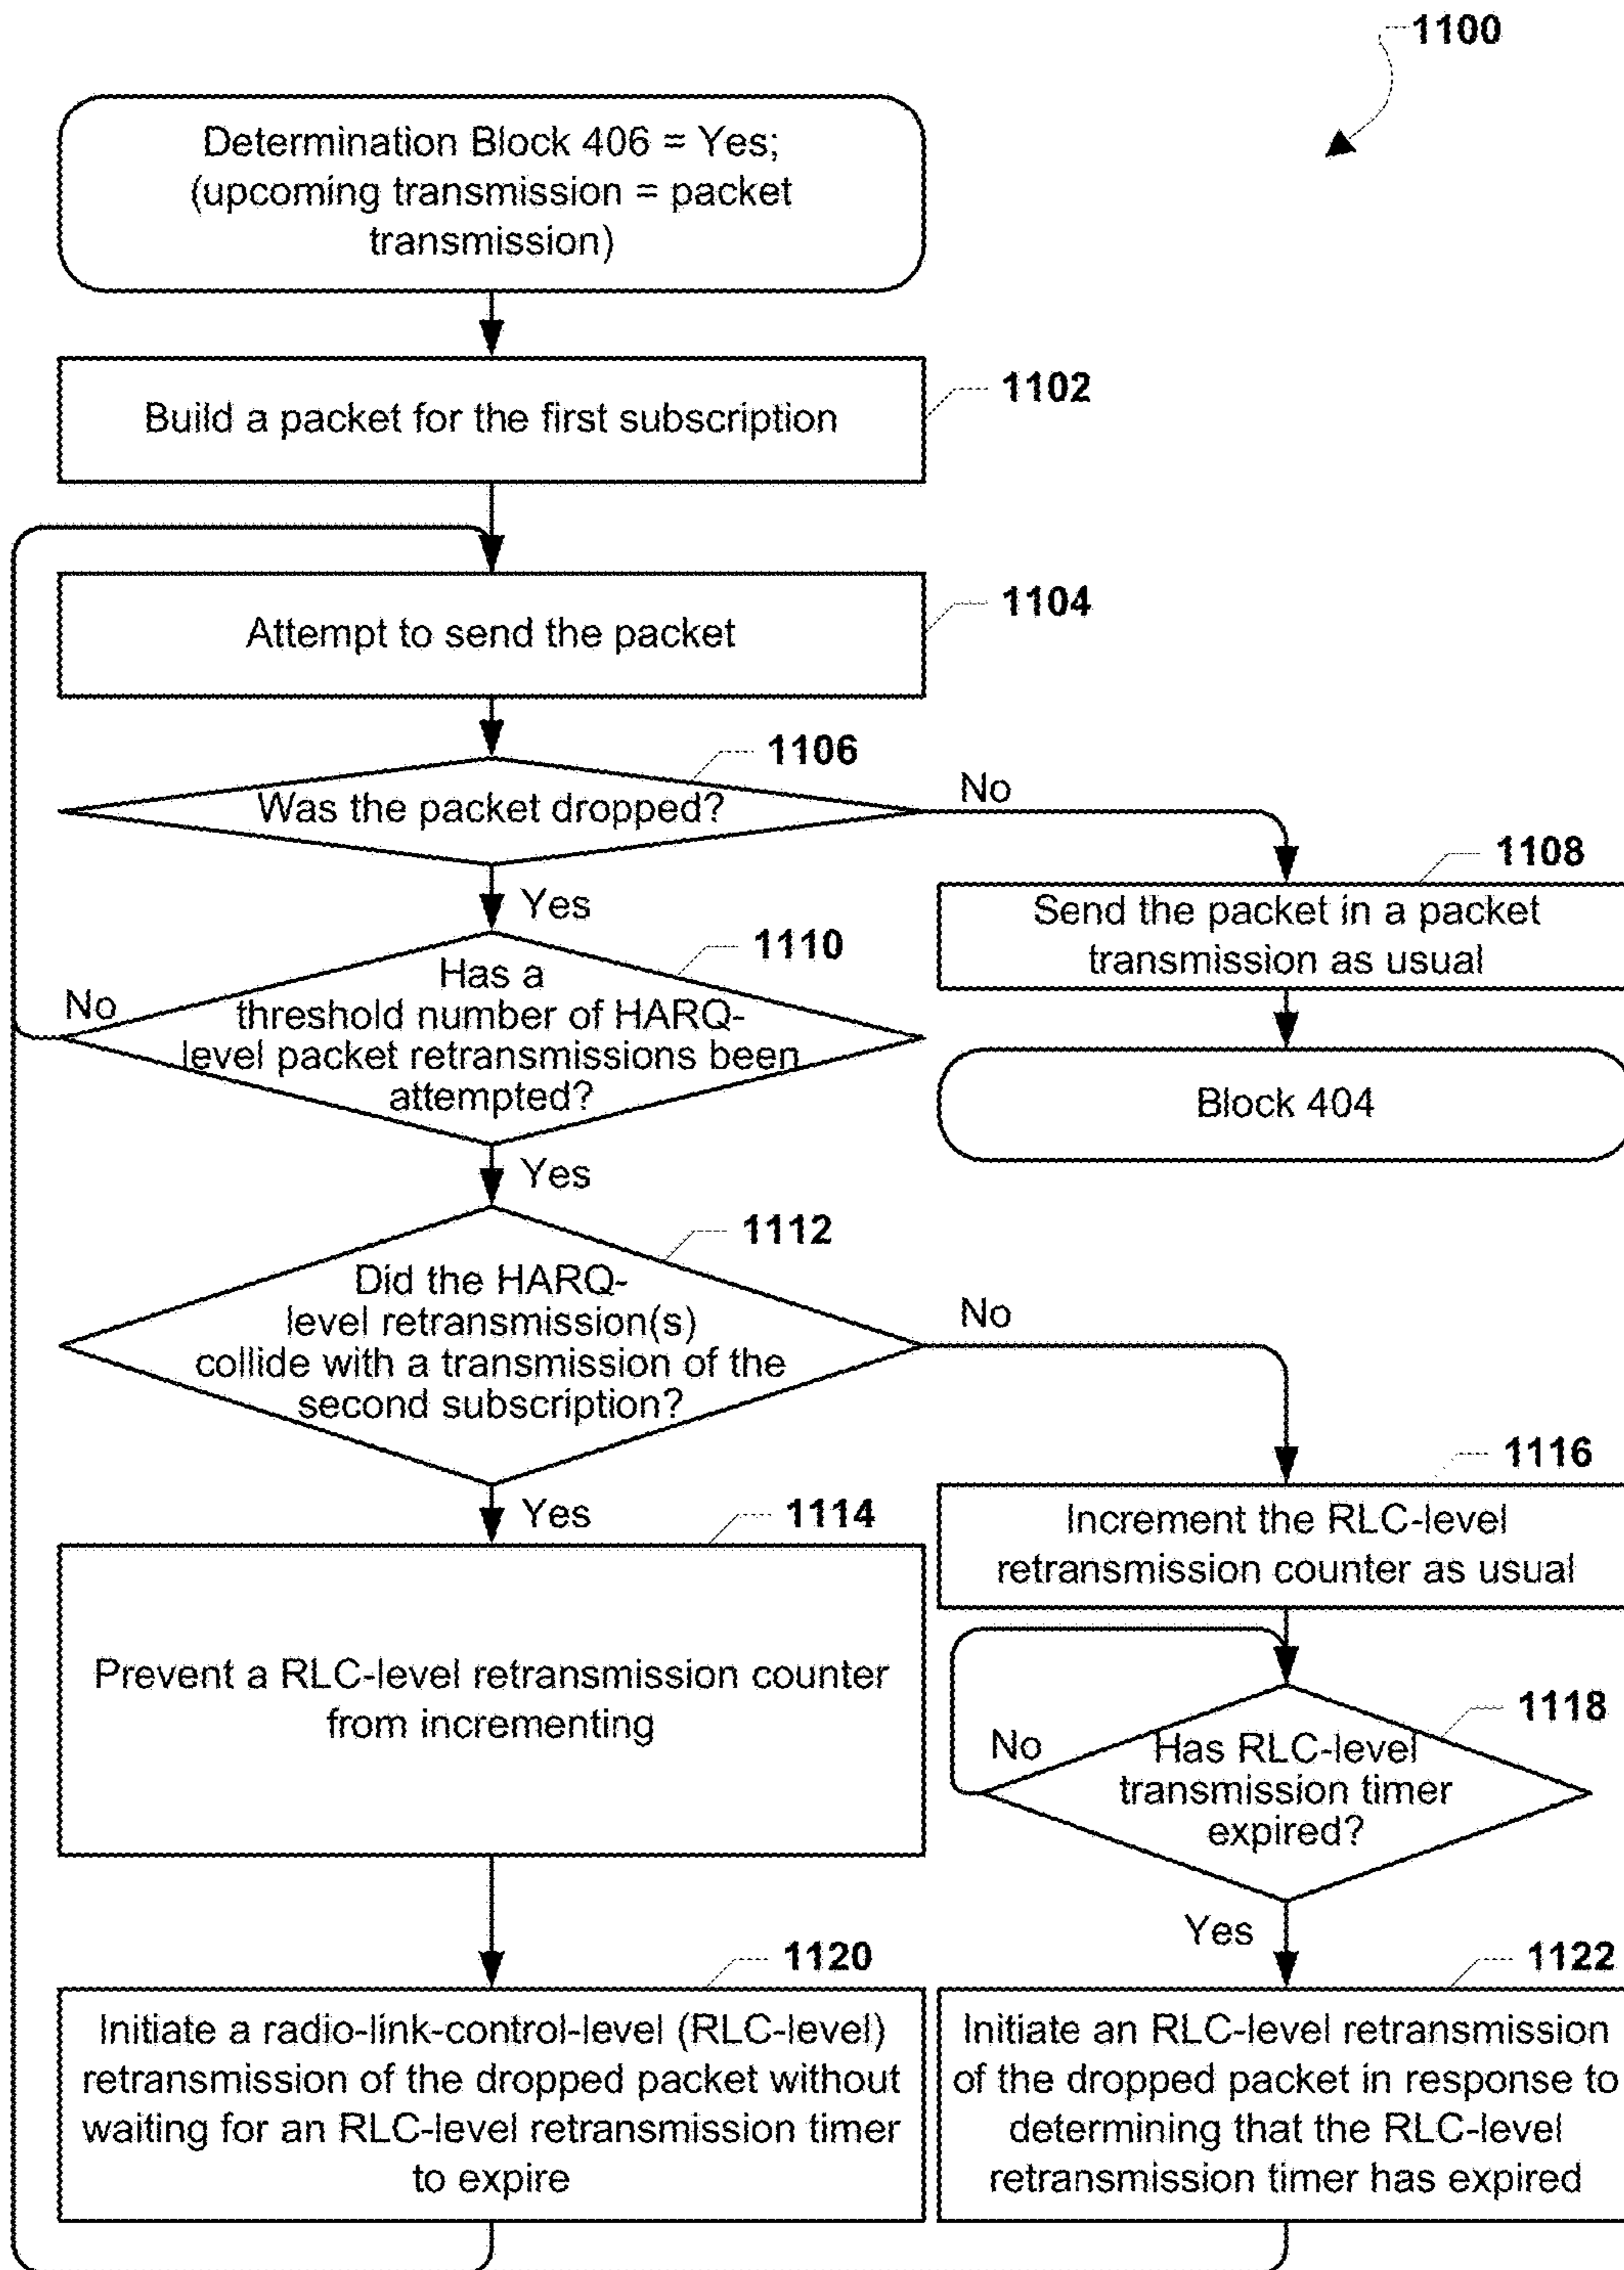 1100
Determination Block 406 = Yes;
(upcoming transmission = packet
transmission)
Build a packet for the first subscription
1102
Attempt to send the packet
1104
1106
Was the packet dropped?
No
Yes
1108
Send the packet in a packet
transmission as usual
Block 404
1110
Has a
threshold number of HARQ-
level packet retransmissions been
attempted?
No
Yes
1112
Did the HARQ-
level retransmission(s)
collide with a transmission of the
second subscription?
No
Yes
1114
Prevent a RLC-level retransmission counter
from incrementing
1116
Increment the RLC-level
retransmission counter as usual
1118
No
Has RLC-level
transmission timer
expired?
Yes
1120
Initiate a radio-link-control-level (RLC-level)
retransmission of the dropped packet without
waiting for an RLC-level retransmission timer
to expire
1122
Initiate an RLC-level retransmission
of the dropped packet in response to
determining that the RLC-level
retransmission timer has expired